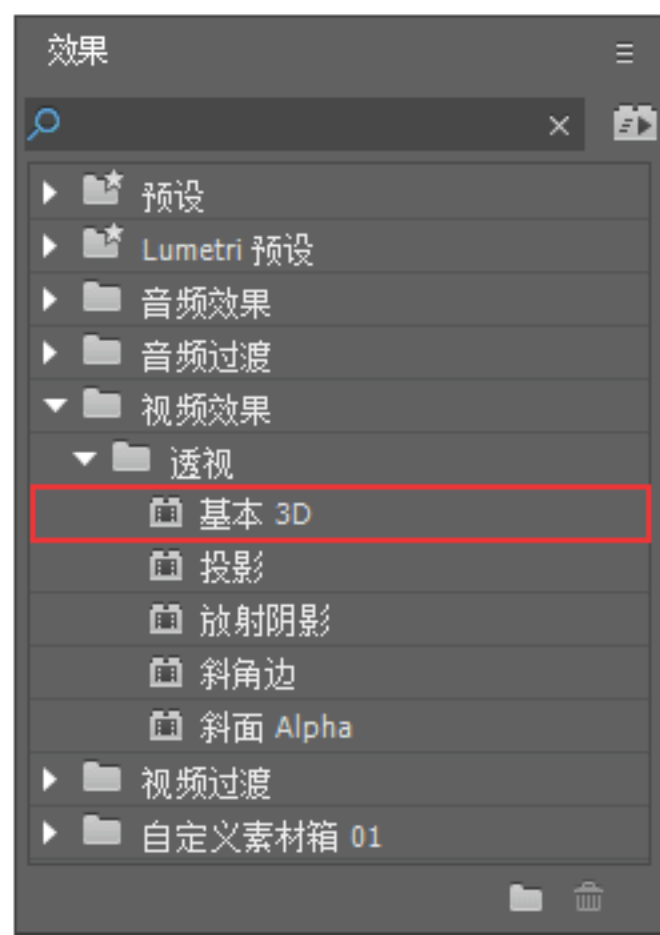 效果
预设
Lumetri 预设
音频效果
音频过渡
视频效果
透视
基本 3D
投影
放射阴影
斜角边
斜面 Alpha
视频过渡
自定义素材箱 01